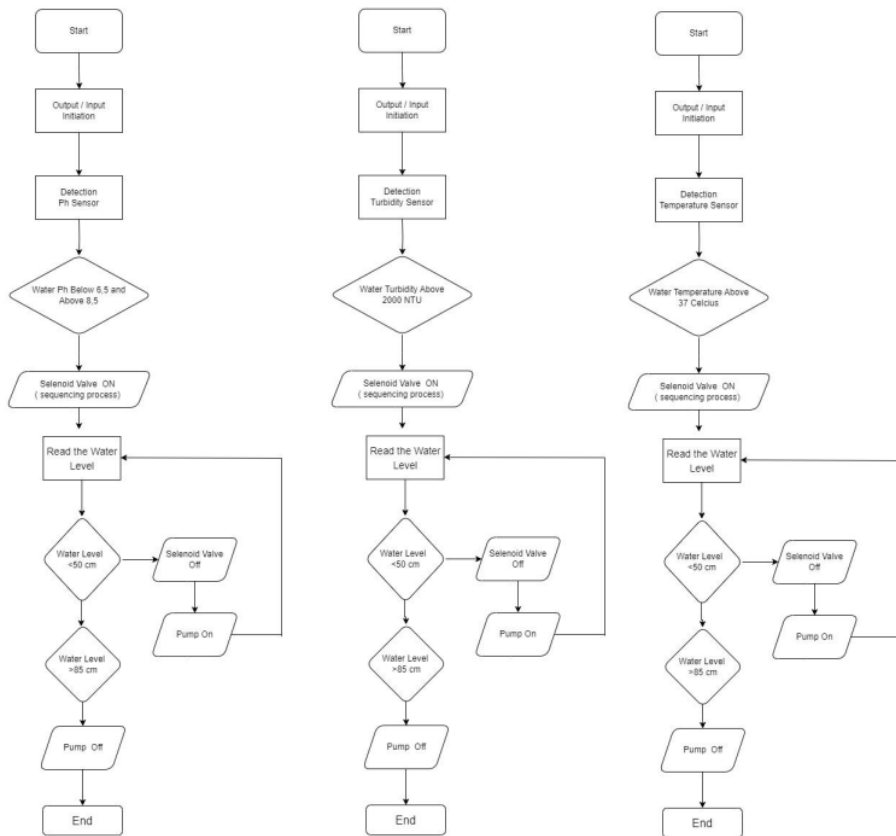 Start
Output / Input
Initiation
Detection
Ph Sensor
Water Ph Below 6,5 and
Above 8,5
Selenoid Valve ON
( sequencing process)
Read the Water
Level
Water Level
<50 cm
Selenoid Valve
Off
Pump On
Water Level
>85 cm
Pump Off
End
Start
Output / Input
Initiation
Detection
Turbidity Sensor
Water Turbidity Above
2000 NTU
Selenoid Valve ON
( sequencing process)
Read the Water
Level
Water Level
<50 cm
Selenoid Valve
Off
Pump On
Water Level
>85 cm
Pump Off
End
Start
Output / Input
Initiation
Detection
Temperature Sensor
Water Temperature Above
37 Celcius
Selenoid Valve ON
( sequencing process)
Read the Water
Level
Water Level
<50 cm
Selenoid Valve
Off
Pump On
Water Level
>85 cm
Pump Off
End